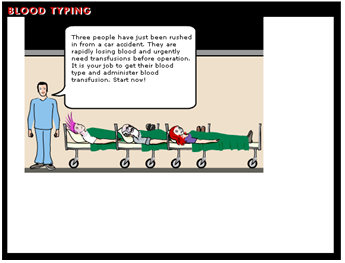 BLOOD TYPING
Three people have just been rushed
in from a car accident. They are
rapidly losing blood and urgently
need transfusions before operation.
It is your job to get their blood
type and administer blood
transfusion. Start now!